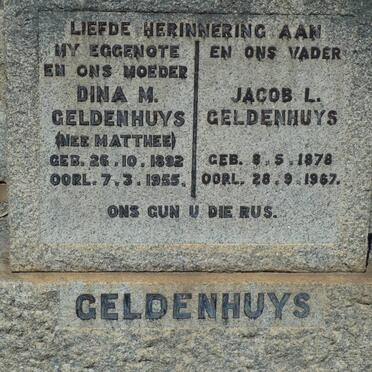 LIEFDE HERINNERING AAN
MY EGGENOTE
EN ONS MOEDER
DINA M.
GELDENHUYS
(NEE MATTHEE)
GEB. 26.10.1892
OORL. 7.3.1955.
EN ONS VADER
JACOB L.
GELDENHUYS
GEB. 8.5.1878
OORL. 28.9.1967.
ONS GUN U DIE RUS.
GELDENHUYS